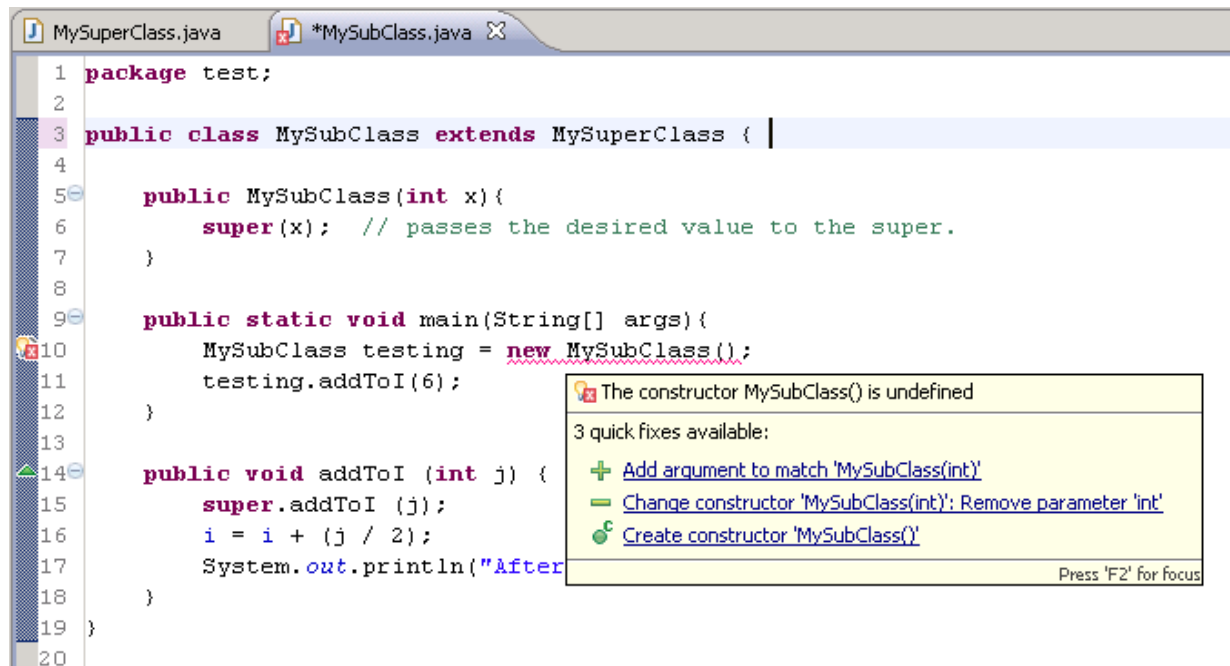 MySuperClass.java *MySubClass.java
1 package test;
2
3 public class MySubClass extends MySuperClass {
4
5 public MySubClass(int x){
6 super(x); // passes the desired value to the super.
7 }
8
9 public static void main(String[] args){
10 MySubClass testing = new MySubClass();
11 testing.addToI(6);
12 }
13
14 public void addToI (int j) {
15 super.addToI (j);
16 i = i + (j / 2);
17 System.out.println("After
18 }
19 }
20
The constructor MySubClass() is undefined
3 quick fixes available:
Add argument to match 'MySubClass(int)'
Change constructor 'MySubClass(int)': Remove parameter 'int'
Create constructor 'MySubClass()'
Press 'F2' for focus